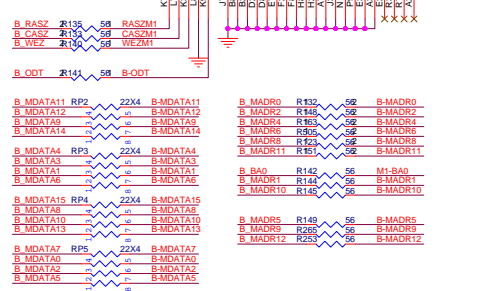 B_RASZ R135 56 RASZM1
B_CASZ R133 56 CASZM1
B_WEZ R140 56 WEZM1
B_ODT R141 56 B-ODT
B_MDATA11 RP2 22X4 B-MDATA11
B_MDATA12 B-MDATA12
B_MDATA9 B-MDATA9
B_MDATA14 B-MDATA14
B_MDATA4 RP3 22X4 B-MDATA4
B_MDATA3 B-MDATA3
B_MDATA1 B-MDATA1
B_MDATA6 B-MDATA6
B_MDATA15 RP4 22X4 B-MDATA15
B_MDATA8 B-MDATA8
B_MDATA10 B-MDATA10
B_MDATA13 B-MDATA13
B_MDATA7 RP5 22X4 B-MDATA7
B_MDATA0 B-MDATA0
B_MDATA2 B-MDATA2
B_MDATA5 B-MDATA5
B_MADR0 R132 56 B-MADR0
B_MADR2 R148 56 B-MADR2
B_MADR4 R163 56 B-MADR4
B_MADR6 56 B-MADR6
B_MADR8 56 B-MADR8
B_MADR11 R151 56 B-MADR11
B_BA0 R142 56 M1-BA0
B_MADR1 R144 56 B-MADR1
B_MADR10 R145 56 B-MADR10
B_MADR5 R149 56 B-MADR5
B_MADR9 R265 56 B-MADR9
B_MADR12 R253 56 B-MADR12